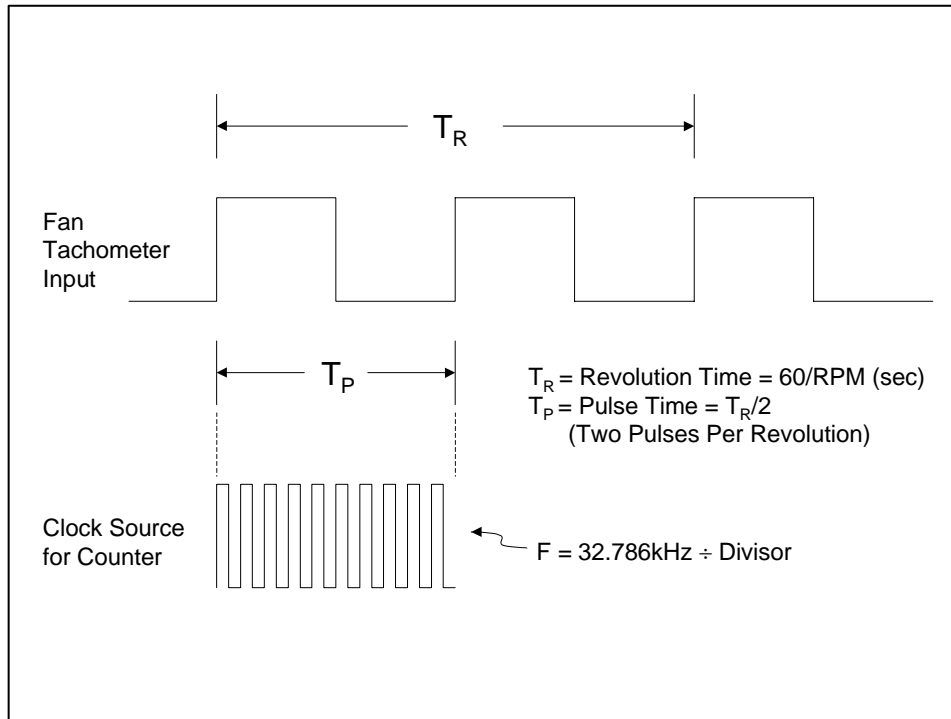 T_R
Fan
Tachometer
Input
T_P
T_R = Revolution Time = 60/RPM (sec)
T_P = Pulse Time = T_R/2
(Two Pulses Per Revolution)
Clock Source
for Counter
F = 32.786kHz ÷ Divisor